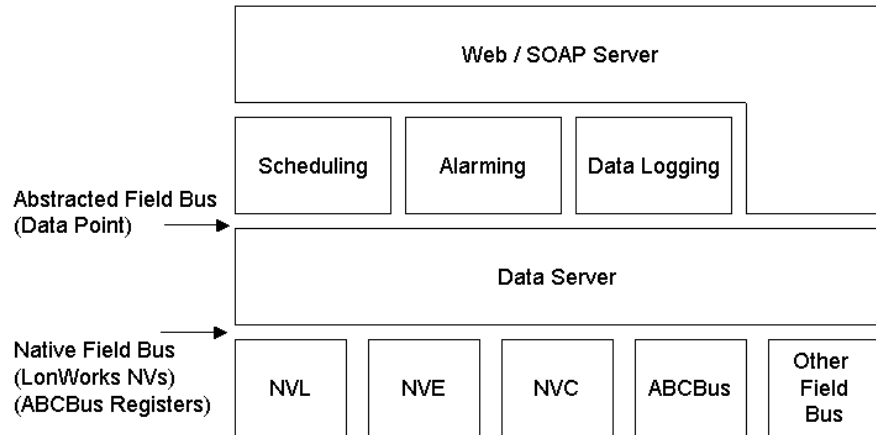 Web / SOAP Server
Scheduling
Alarming
Data Logging
Abstracted Field Bus
(Data Point)
Data Server
Native Field Bus
(LonWorks NVs)
(ABCBus Registers)
NVL
NVE
NVC
ABCBus
Other
Field
Bus